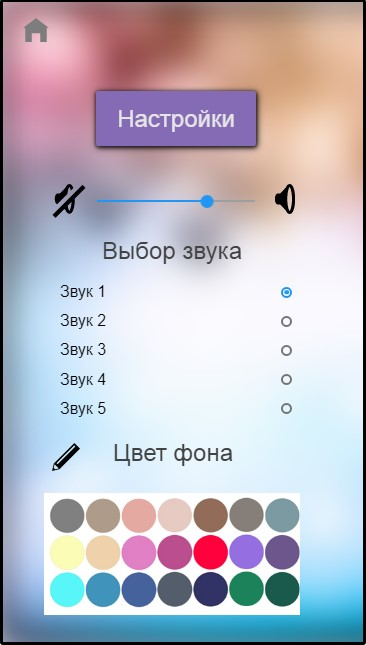 Настройки
Выбор звука
Звук 1
Звук 2
Звук 3
Звук 4
Звук 5
Цвет фона